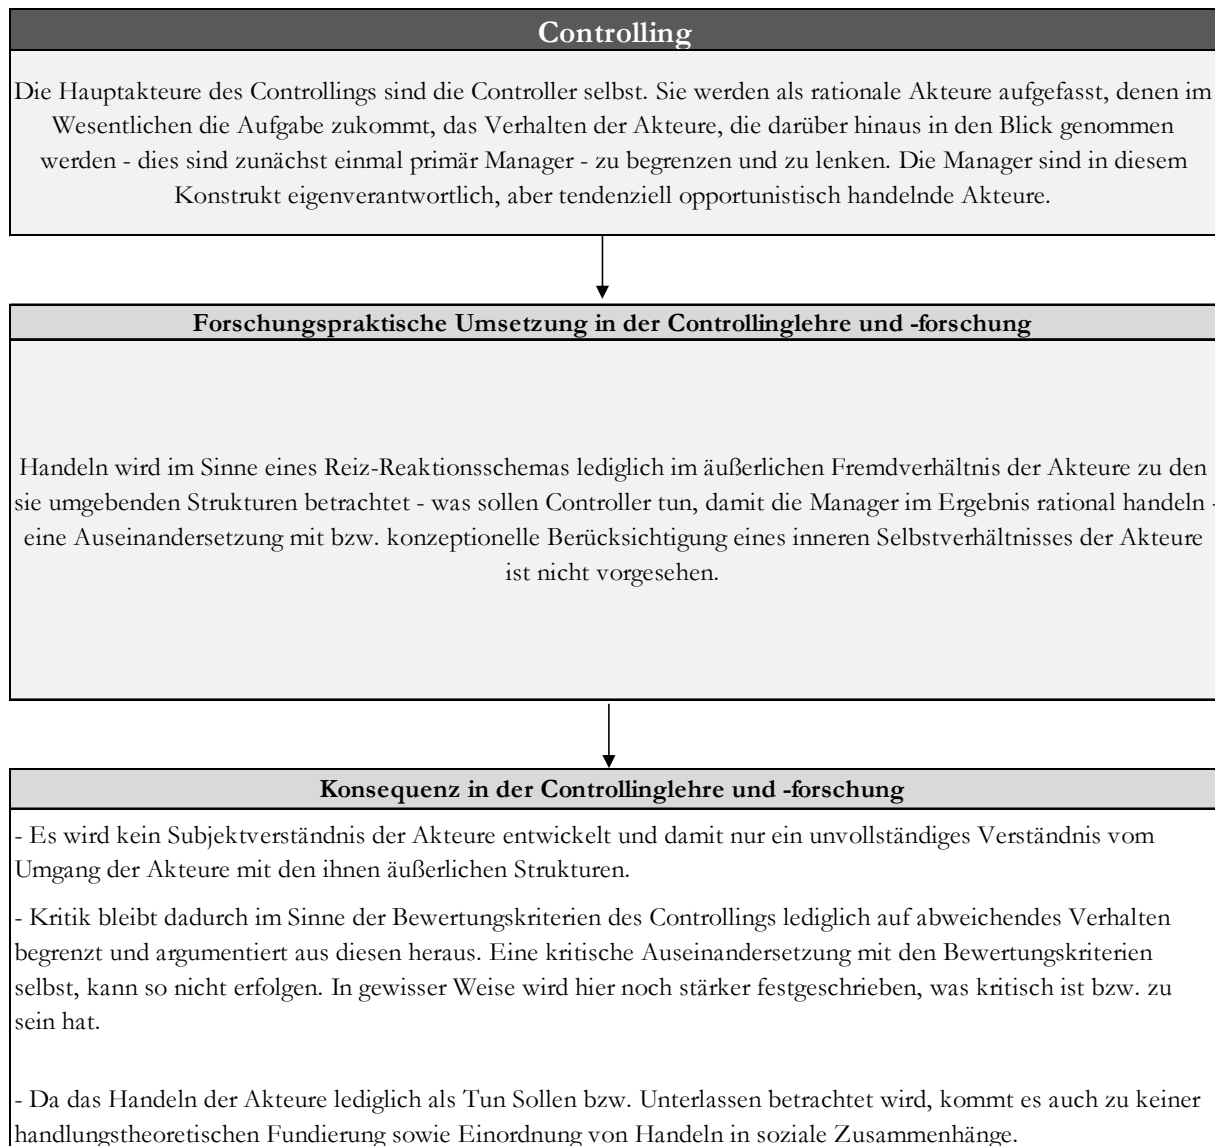 Controlling
Die Hauptakteure des Controllings sind die Controller selbst. Sie werden als rationale Akteure aufgefasst, denen im
Wesentlichen die Aufgabe zukommt, das Verhalten der Akteure, die darüber hinaus in den Blick genommen
werden - dies sind zunächst einmal primär Manager - zu begrenzen und zu lenken. Die Manager sind in diesem
Konstrukt eigenverantwortlich, aber tendenziell opportunistisch handelnde Akteure.
Forschungspraktische Umsetzung in der Controllinglehre und -forschung
Handeln wird im Sinne eines Reiz-Reaktionsschemas lediglich im äußerlichen Fremdverhältnis der Akteure zu den
sie umgebenden Strukturen betrachtet - was sollen Controller tun, damit die Manager im Ergebnis rational handeln -
eine Auseinandersetzung mit bzw. konzeptionelle Berücksichtigung eines inneren Selbstverhältnisses der Akteure
ist nicht vorgesehen.
Konsequenz in der Controllinglehre und -forschung
- Es wird kein Subjektverständnis der Akteure entwickelt und damit nur ein unvollständiges Verständnis vom
Umgang der Akteure mit den ihnen äußerlichen Strukturen.
- Kritik bleibt dadurch im Sinne der Bewertungskriterien des Controllings lediglich auf abweichendes Verhalten
begrenzt und argumentiert aus diesen heraus. Eine kritische Auseinandersetzung mit den Bewertungskriterien
selbst, kann so nicht erfolgen. In gewisser Weise wird hier noch stärker festgeschrieben, was kritisch ist bzw. zu
sein hat.
- Da das Handeln der Akteure lediglich als Tun Sollen bzw. Unterlassen betrachtet wird, kommt es auch zu keiner
handlungstheoretischen Fundierung sowie Einordnung von Handeln in soziale Zusammenhänge.